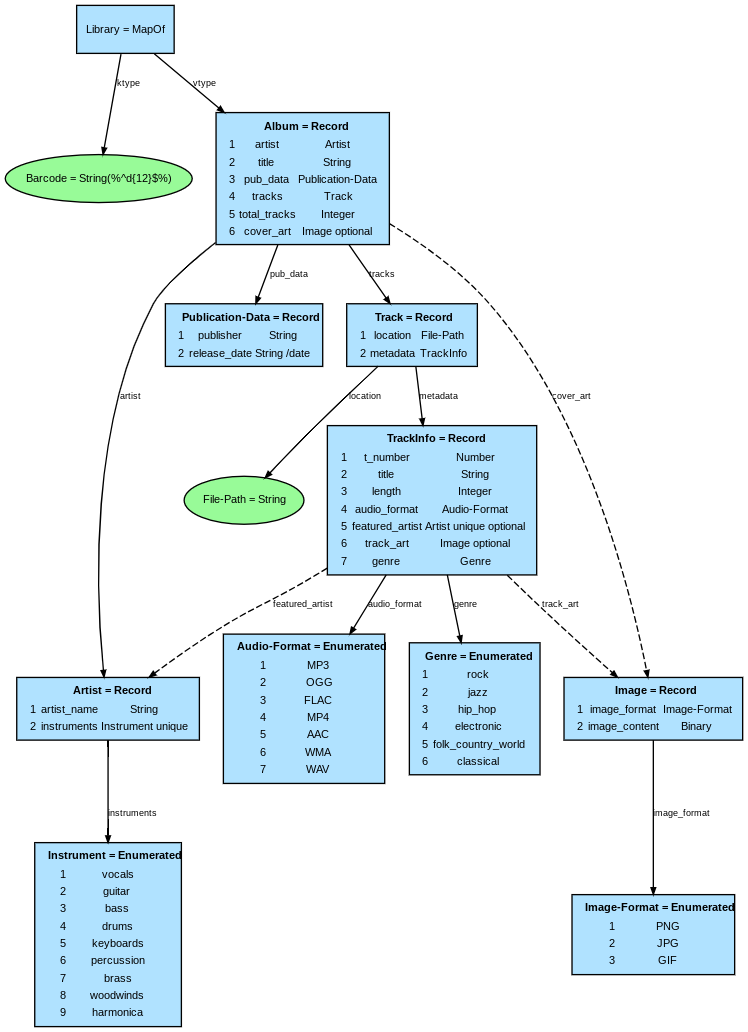 Library = MapOf
ktype
vtype
Album = Record
1 artist Artist
2 title String
3 pub_data Publication-Data
4 tracks Track
5 total_tracks Integer
6 cover_art Image optional
Barcode = String(%^d{12}$%)
pub_data
tracks
Publication-Data = Record
1 publisher String
2 release_date String /date
Track = Record
1 location File-Path
2 metadata TrackInfo
artist
location
metadata
cover_art
TrackInfo = Record
1 t_number Number
2 title String
3 length Integer
4 audio_format Audio-Format
5 featured_artist Artist unique optional
6 track_art Image optional
7 genre Genre
File-Path = String
featured_artist
audio_format
genre
track_art
Audio-Format = Enumerated
1 MP3
2 OGG
3 FLAC
4 MP4
5 AAC
6 WMA
7 WAV
Genre = Enumerated
1 rock
2 jazz
3 hip_hop
4 electronic
5 folk_country_world
6 classical
Artist = Record
1 artist_name String
2 instruments Instrument unique
Image = Record
1 image_format Image-Format
2 image_content Binary
instruments
image_format
Instrument = Enumerated
1 vocals
2 guitar
3 bass
4 drums
5 keyboards
6 percussion
7 brass
8 woodwinds
9 harmonica
Image-Format = Enumerated
1 PNG
2 JPG
3 GIF